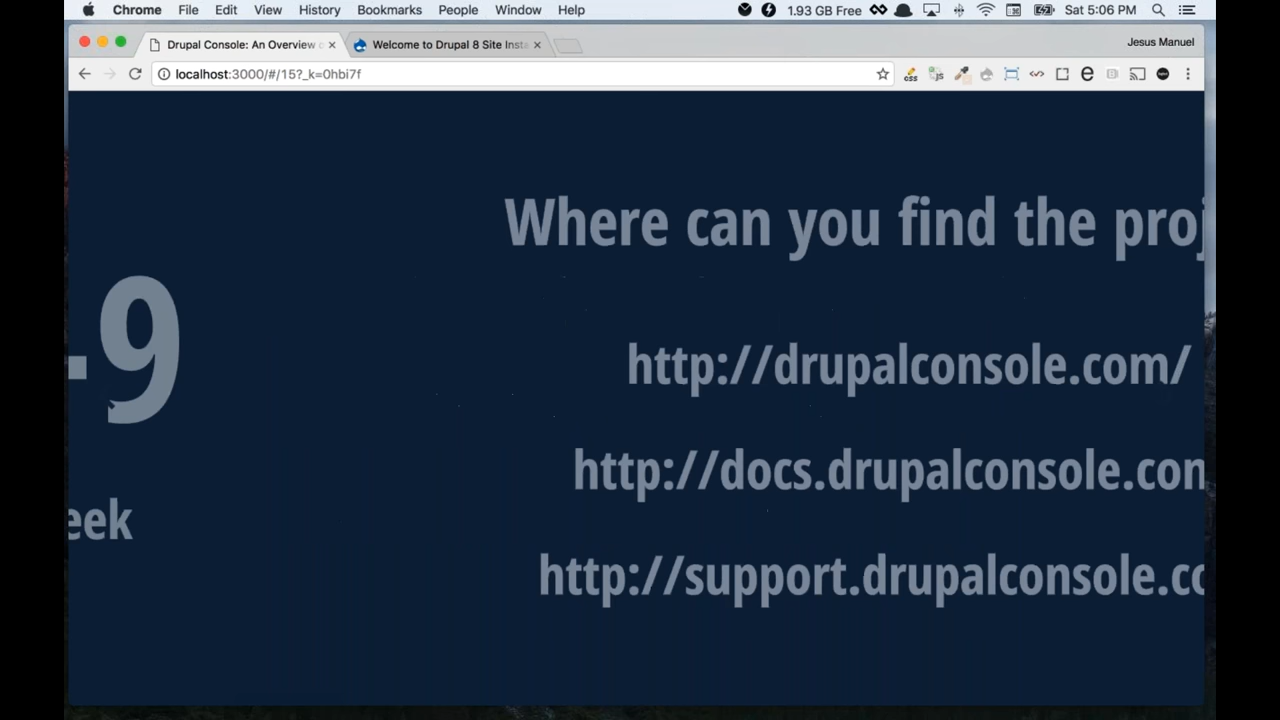 Chrome File Edit View History Bookmarks People Window Help 1.93 GB Free Sat 5:06 PM
Drupal Console: An Overview o Welcome to Drupal 8 Site Insta Jesus Manuel
localhost:3000/#/15?_k=0hbi7f
Where can you find the proj
-9
http://drupalconsole.com/
http://docs.drupalconsole.com
eek
http://support.drupalconsole.co